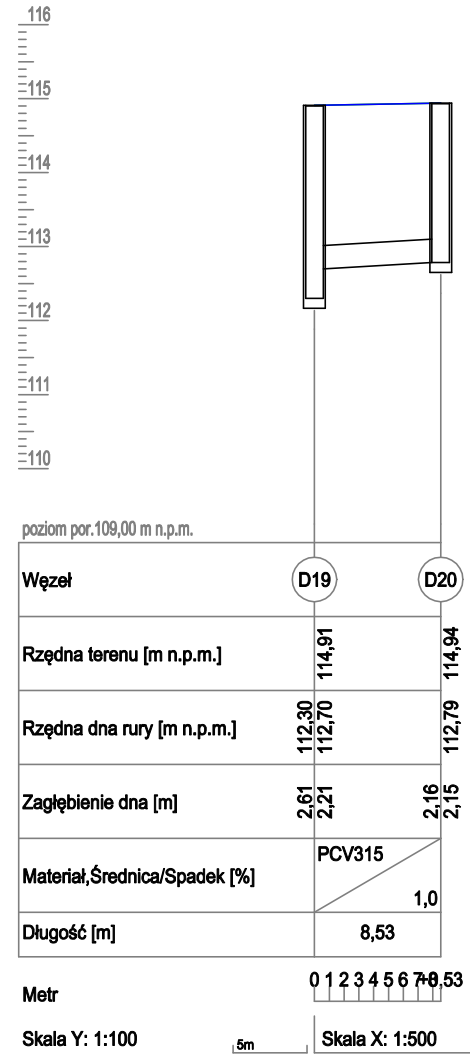 116
115
114
113
112
111
110
poziom por.109,00 m n.p.m.
Węzeł D19 D20
Rzędna terenu [m n.p.m.] 114,91 114,94
Rzędna dna rury [m n.p.m.] 112,30 112,70 112,79
Zagłębienie dna [m] 2,61 2,21 2,16 2,15
PCV315
Materiał,Średnica/Spadek [%]
1,0
Długość [m] 8,53
Metr 0 1 2 3 4 5 6 7 +8,53
Skala Y: 1:100 5m Skala X: 1:500